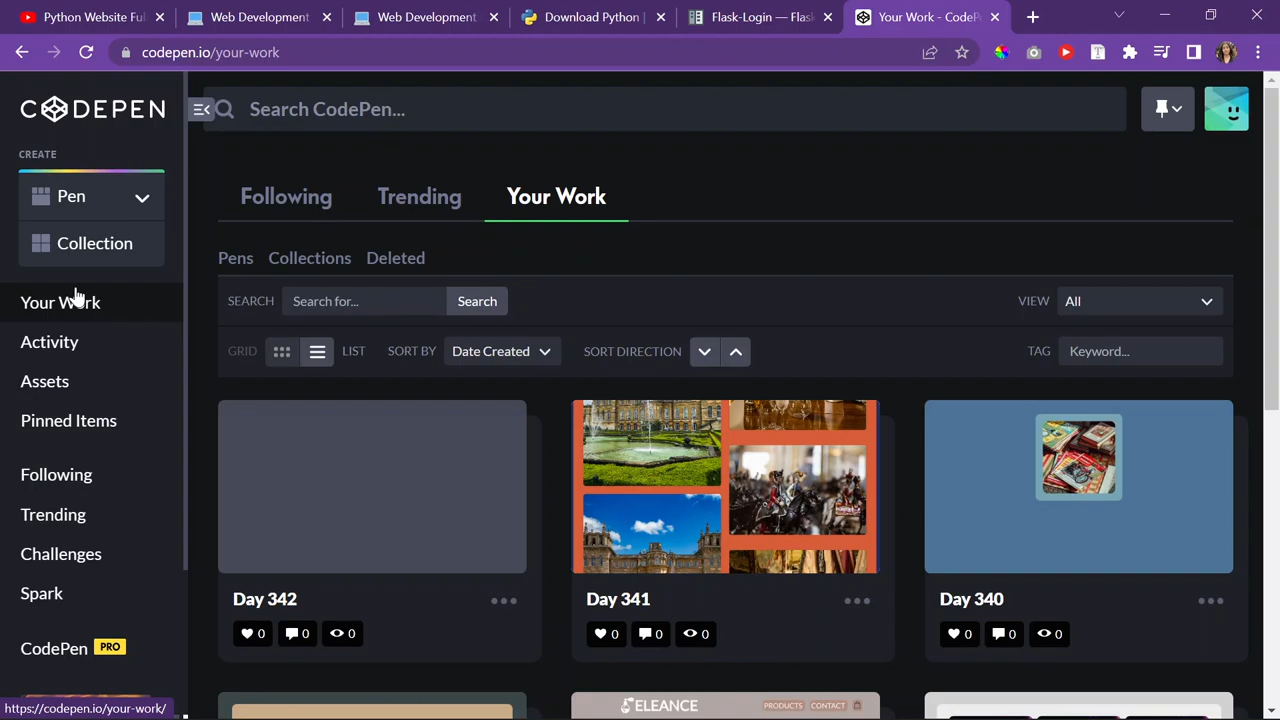 Python Website Ful
Web Development
Web Development
Download Python |
Flask-Login — Flask
Your Work - CodePe
codepen.io/your-work
CODEPEN
Search CodePen...
CREATE
Pen
Collection
Your Work
Activity
Assets
Pinned Items
Following
Trending
Challenges
Spark
CodePen PRO
https://codepen.io/your-work/
Following Trending Your Work
Pens Collections Deleted
SEARCH Search for... Search VIEW All
GRID LIST SORT BY Date Created SORT DIRECTION TAG Keyword...
Day 342 Day 341 Day 340
0 0 0 0 0 0 0 0 0
ELEANCE PRODUCTS CONTACT